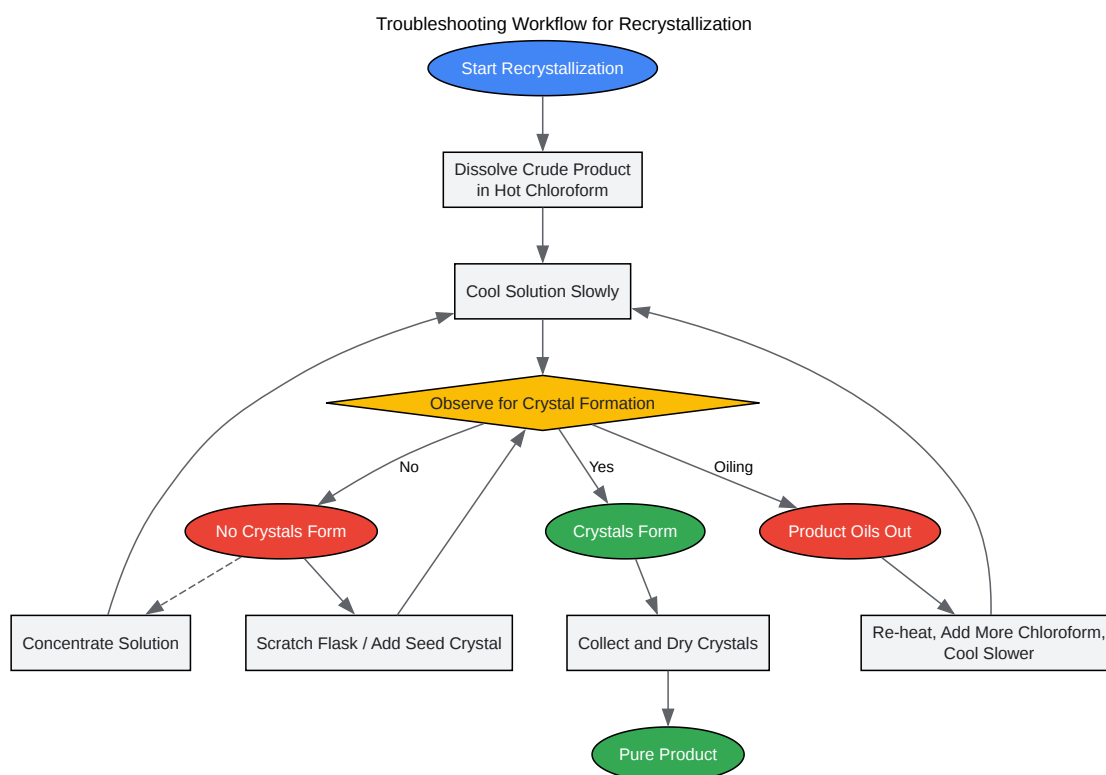 Troubleshooting Workflow for Recrystallization
Start Recrystallization
Dissolve Crude Product
in Hot Chloroform
Cool Solution Slowly
Observe for Crystal Formation
No
Yes
Oiling
No Crystals Form
Crystals Form
Product Oils Out
Concentrate Solution
Scratch Flask / Add Seed Crystal
Collect and Dry Crystals
Re-heat, Add More Chloroform,
Cool Slower
Pure Product